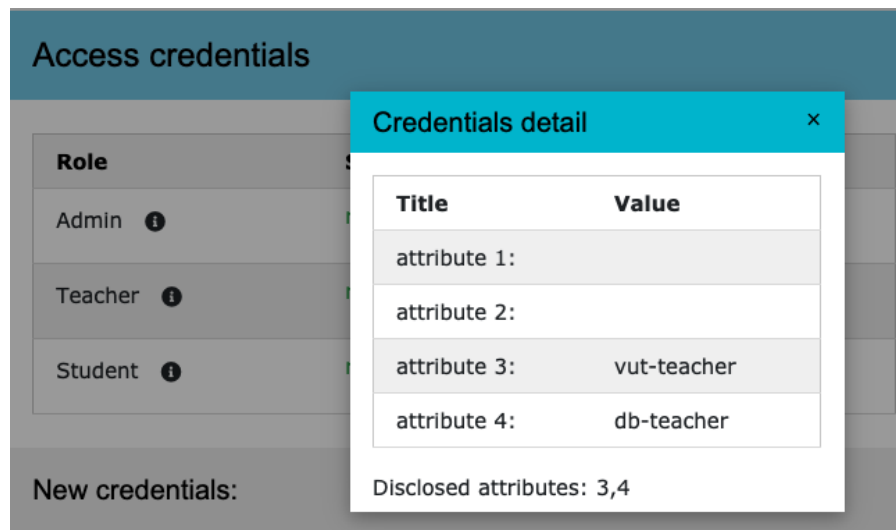 Access credentials
Credentials detail ×
Role
Title Value
Admin
attribute 1:
attribute 2:
Teacher
attribute 3: vut-teacher
Student
attribute 4: db-teacher
New credentials:
Disclosed attributes: 3,4